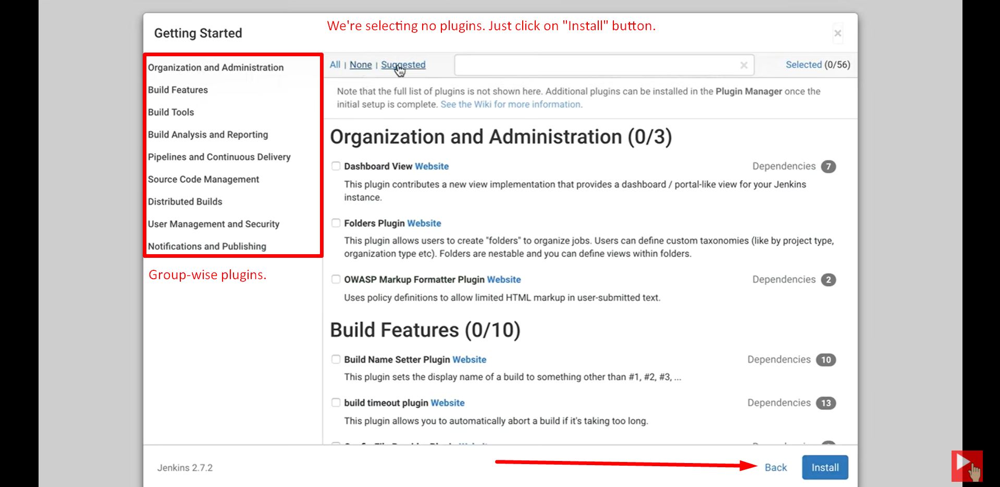 We're selecting no plugins. Just click on "Install" button.
Getting Started
×
Organization and Administration
Build Features
Build Tools
Build Analysis and Reporting
Pipelines and Continuous Delivery
Source Code Management
Distributed Builds
User Management and Security
Notifications and Publishing
Group-wise plugins.
All | None | Suggested
×
Selected (0/56)
Note that the full list of plugins is not shown here. Additional plugins can be installed in the Plugin Manager once the
initial setup is complete. See the Wiki for more information.
Organization and Administration (0/3)
Dashboard View Website
Dependencies 7
This plugin contributes a new view implementation that provides a dashboard / portal-like view for your Jenkins
instance.
Folders Plugin Website
This plugin allows users to create "folders" to organize jobs. Users can define custom taxonomies (like by project type,
organization type etc). Folders are nestable and you can define views within folders.
OWASP Markup Formatter Plugin Website
Dependencies 2
Uses policy definitions to allow limited HTML markup in user-submitted text.
Build Features (0/10)
Build Name Setter Plugin Website
Dependencies 10
This plugin sets the display name of a build to something other than #1, #2, #3, ...
build timeout plugin Website
Dependencies 13
This plugin allows you to automatically abort a build if it's taking too long.
Jenkins 2.7.2
Back
Install